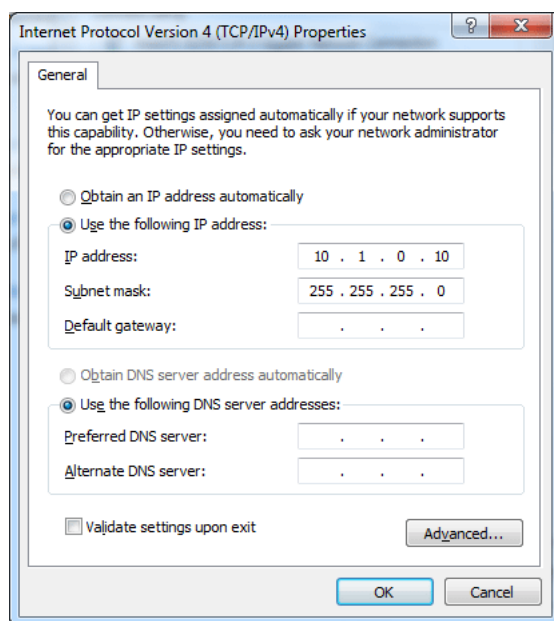 Internet Protocol Version 4 (TCP/IPv4) Properties
?
X
General
You can get IP settings assigned automatically if your network supports
this capability. Otherwise, you need to ask your network administrator
for the appropriate IP settings.
Obtain an IP address automatically
Use the following IP address:
IP address: 10 . 1 . 0 . 10
Subnet mask: 255 . 255 . 255 . 0
Default gateway: . . .
Obtain DNS server address automatically
Use the following DNS server addresses:
Preferred DNS server: . . .
Alternate DNS server: . . .
Validate settings upon exit
Advanced...
OK Cancel